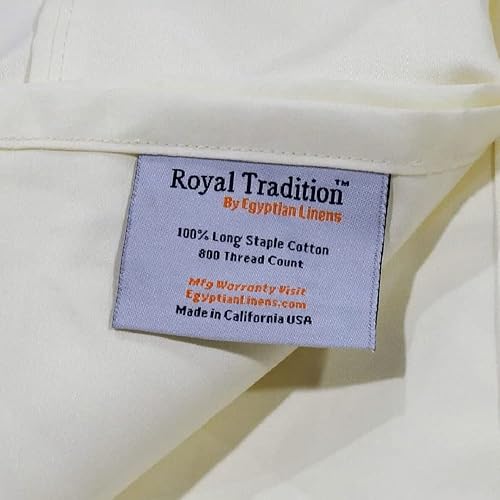 Royal Tradition™
By Egyptian Linens
100% Long Staple Cotton
800 Thread Count
Mfg Warranty Visit
EgyptianLinens.com
Made in California USA